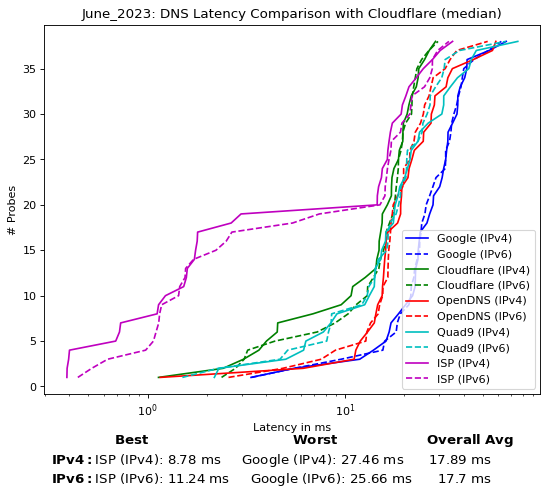 June_2023: DNS Latency Comparison with Cloudflare (median)
# Probes
35
30
25
20
15
10
5
0
Google (IPv4)
Google (IPv6)
Cloudflare (IPv4)
Cloudflare (IPv6)
OpenDNS (IPv4)
OpenDNS (IPv6)
Quad9 (IPv4)
Quad9 (IPv6)
ISP (IPv4)
ISP (IPv6)
10⁰ 10¹
Latency in ms
Best Worst Overall Avg
IPv4: ISP (IPv4): 8.78 ms Google (IPv4): 27.46 ms 17.89 ms
IPv6: ISP (IPv6): 11.24 ms Google (IPv6): 25.66 ms 17.7 ms